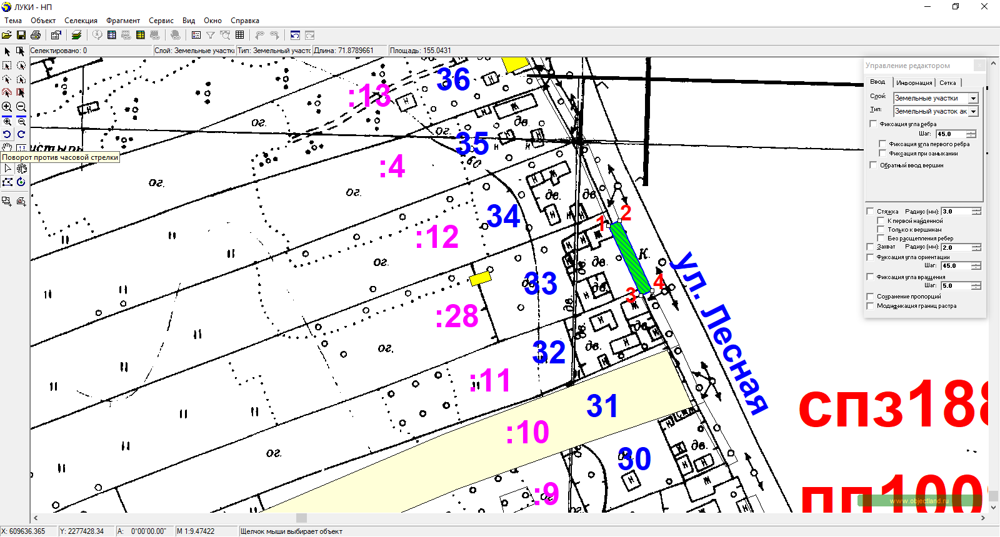 ЛУКИ - НП
Тема Объект Селекция Фрагмент Сервис Вид Окно Справка
Селектировано: 0 Слой: Земельные участки Тип: Земельный участс Длина: 71.8789661 Площадь: 155.0431
Управление редактором
Ввод Информация Сетка
Слой: Земельные участки
Тип: Земельный участок ак
Фиксация угла ребра
Шаг: 45.0
Фиксация угла первого ребра
Фиксация при замыкании
Обратный ввод вершин
Стяжка Радиус (мм): 3.0
К первой найденной
Только к вершинам
Без расщепления ребер
Захват Радиус (мм): 2.0
Фиксация угла ориентации
Шаг: 45.0
Фиксация угла вращения
Шаг: 5.0
Сохранение пропорций
Модификация границ растра
Поворот против часовой стрелки
устырь
36
:13
ог.
ог.
35
дв.
:4
60
ог.
ог.
дв.
дв
34
1
2
:12
ог.
К.
дв.
33
дв.
3
4
дв.
:28
ул. Лесная
ог.
32
дв.
дв.
:11
31
:10
ог.
30
дв.
:9
ог
спз188
пп100
www.objectland.ru
X: 609636.365 Y: 2277428.34 A: 0°00'00.00" М 1:9.47422 Щелчок мыши выбирает объект